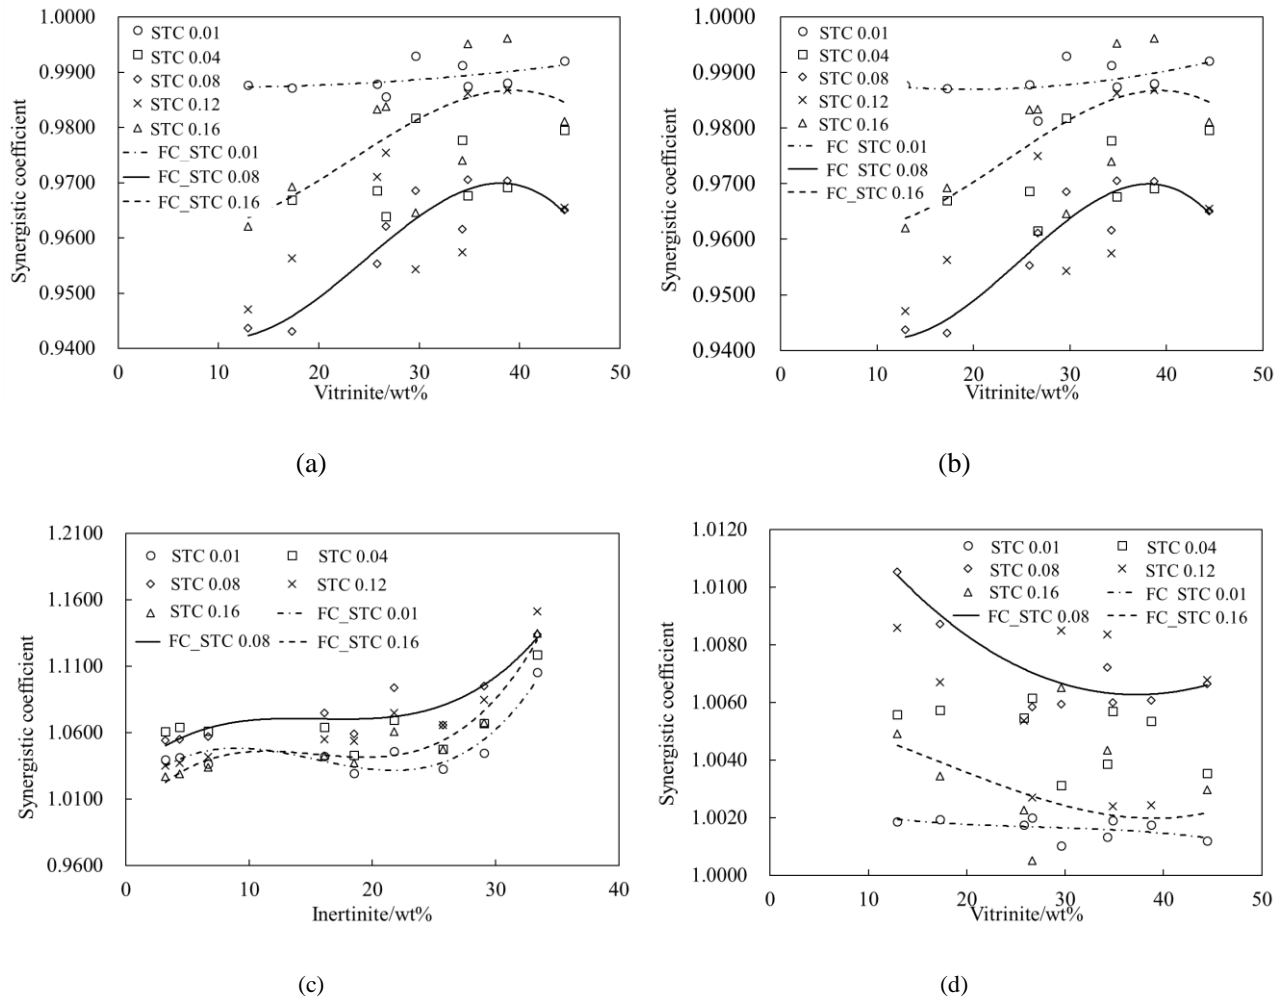 1.0000
0.9900
0.9800
0.9700
0.9600
0.9500
0.9400
Synergistic coefficient
STC 0.01
STC 0.04
STC 0.08
STC 0.12
STC 0.16
FC_STC 0.01
FC_STC 0.08
FC_STC 0.16
0 10 20 30 40 50
Vitrinite/wt%
(a)
1.0000
0.9900
0.9800
0.9700
0.9600
0.9500
0.9400
Synergistic coefficient
STC 0.01
STC 0.04
STC 0.08
STC 0.12
STC 0.16
FC STC 0.01
FC_STC 0.08
FC_STC 0.16
0 10 20 30 40 50
Vitrinite/wt%
(b)
1.2100
1.1600
1.1100
1.0600
1.0100
0.9600
Synergistic coefficient
STC 0.01 STC 0.04
STC 0.08 STC 0.12
STC 0.16 FC_STC 0.01
FC_STC 0.08 FC_STC 0.16
0 10 20 30 40
Inertinite/wt%
(c)
1.0120
1.0100
1.0080
1.0060
1.0040
1.0020
1.0000
Synergistic coefficient
STC 0.01 STC 0.04
STC 0.08 STC 0.12
STC 0.16 FC STC 0.01
FC_STC 0.08 FC_STC 0.16
0 10 20 30 40 50
Vitrinite/wt%
(d)